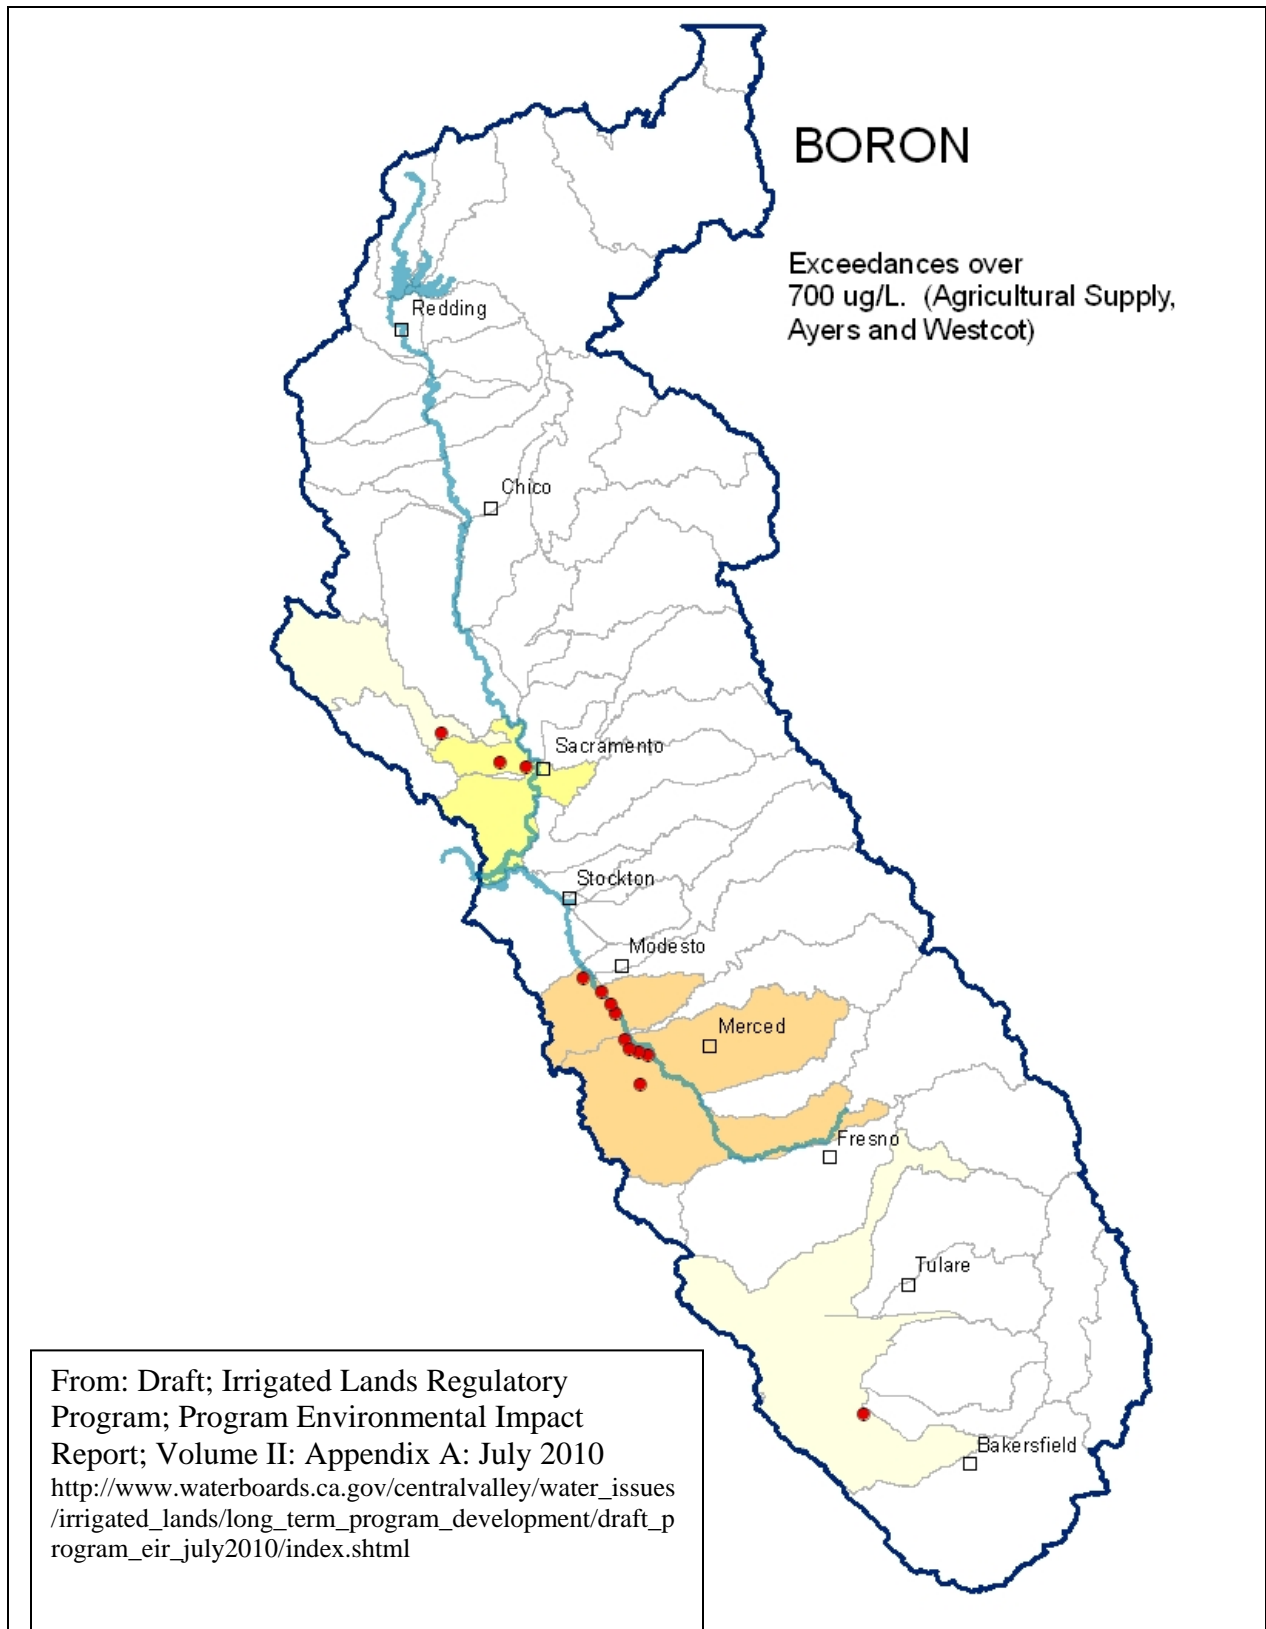 BORON
Exceedances over
700 ug/L. (Agricultural Supply,
Ayers and Westcot)
Redding
Chico
Sacramento
Stockton
Modesto
Merced
Fresno
Tulare
Bakersfield
From: Draft; Irrigated Lands Regulatory
Program; Program Environmental Impact
Report; Volume II: Appendix A: July 2010
http://www.waterboards.ca.gov/centralvalley/water_issues
/irrigated_lands/long_term_program_development/draft_p
rogram_eir_july2010/index.shtml